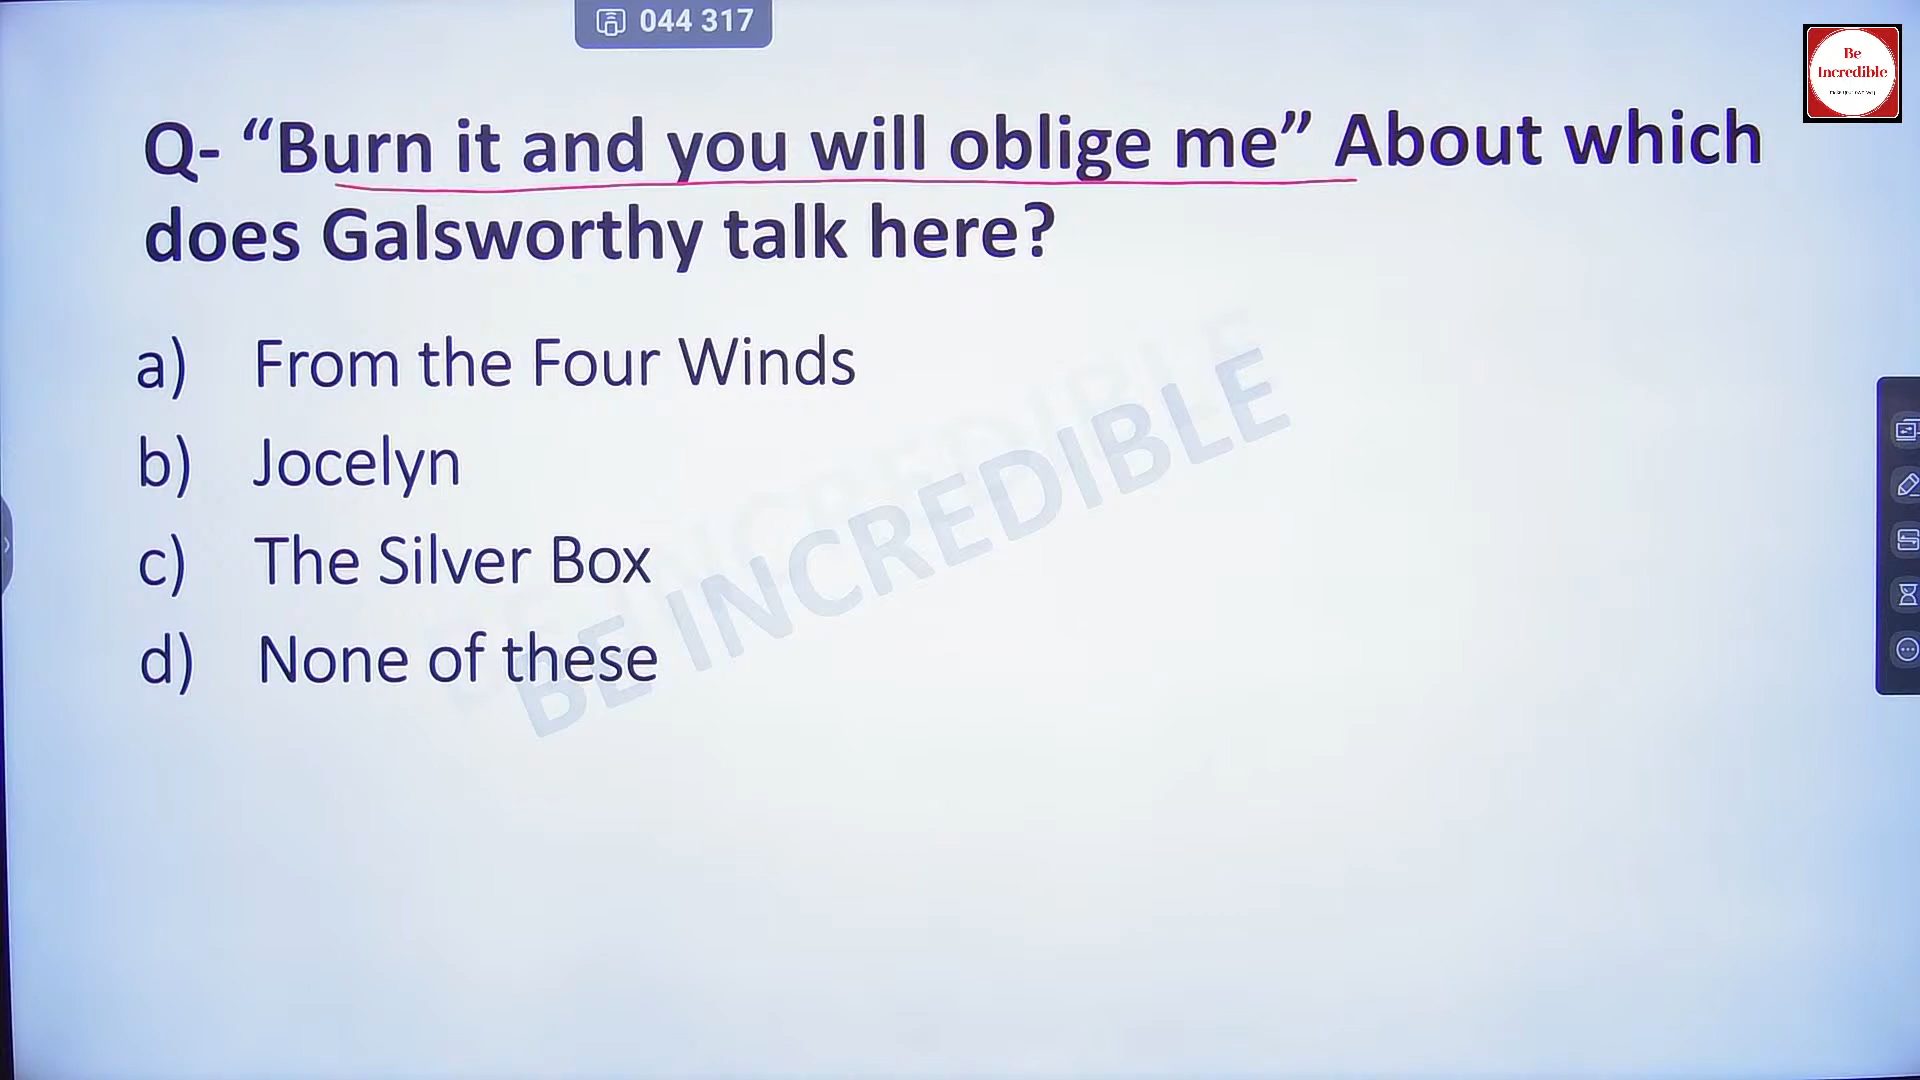 044 317
Be
Incredible
Q- “Burn it and you will oblige me” About which
does Galsworthy talk here?
a) From the Four Winds
b) Jocelyn
c) The Silver Box
d) None of these
BE INCREDIBLE